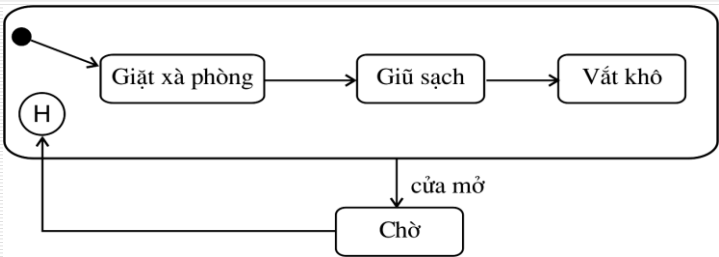 Giặt xà phòng
Giũ sạch
Vắt khô
H
cửa mở
Chờ